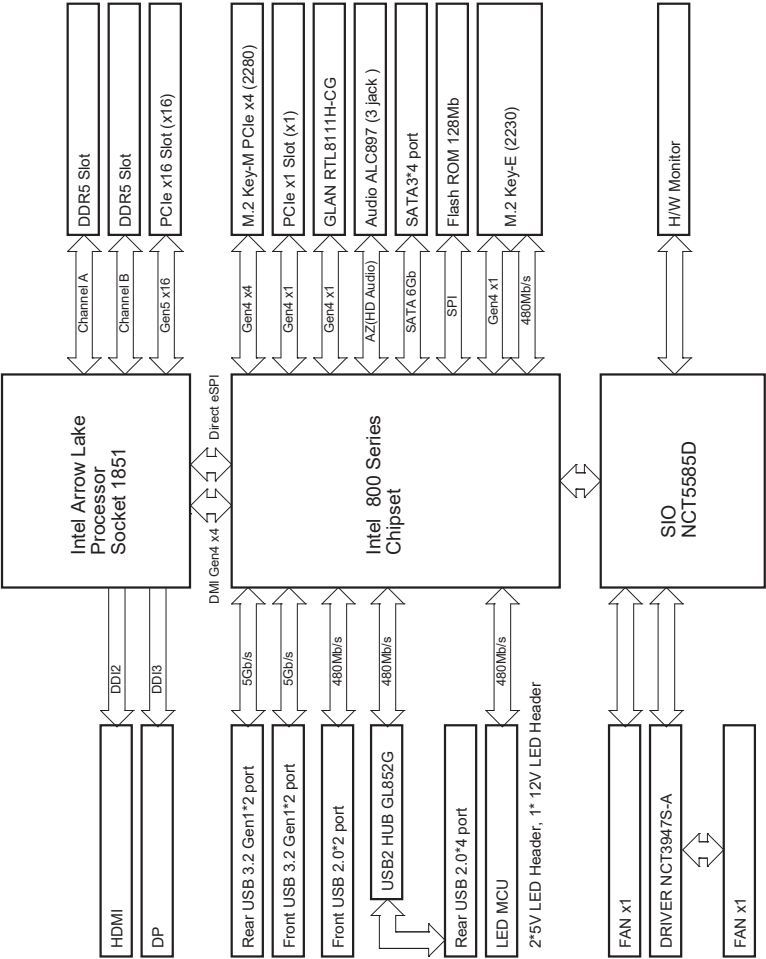 Intel Arrow Lake
Processor
Socket 1851
DDI2
HDMI
DDI3
DP
Channel A
DDR5 Slot
Channel B
DDR5 Slot
Gen5 x16
PCIe x16 Slot (x16)
DMI Gen4 x4
Direct eSPI
Intel 800 Series
Chipset
5Gb/s
Rear USB 3.2 Gen1*2 port
5Gb/s
Front USB 3.2 Gen1*2 port
480Mb/s
Front USB 2.0*2 port
480Mb/s
USB2 HUB GL852G
Rear USB 2.0*4 port
480Mb/s
LED MCU
2*5V LED Header, 1* 12V LED Header
Gen4 x4
M.2 Key-M PCIe x4 (2280)
Gen4 x1
PCIe x1 Slot (x1)
Gen4 x1
GLAN RTL8111H-CG
AZ(HD Audio)
Audio ALC897 (3 jack )
SATA 6Gb
SATA3*4 port
SPI
Flash ROM 128Mb
Gen4 x1
480Mb/s
M.2 Key-E (2230)
SIO
NCT5585D
FAN x1
DRIVER NCT3947S-A
FAN x1
H/W Monitor